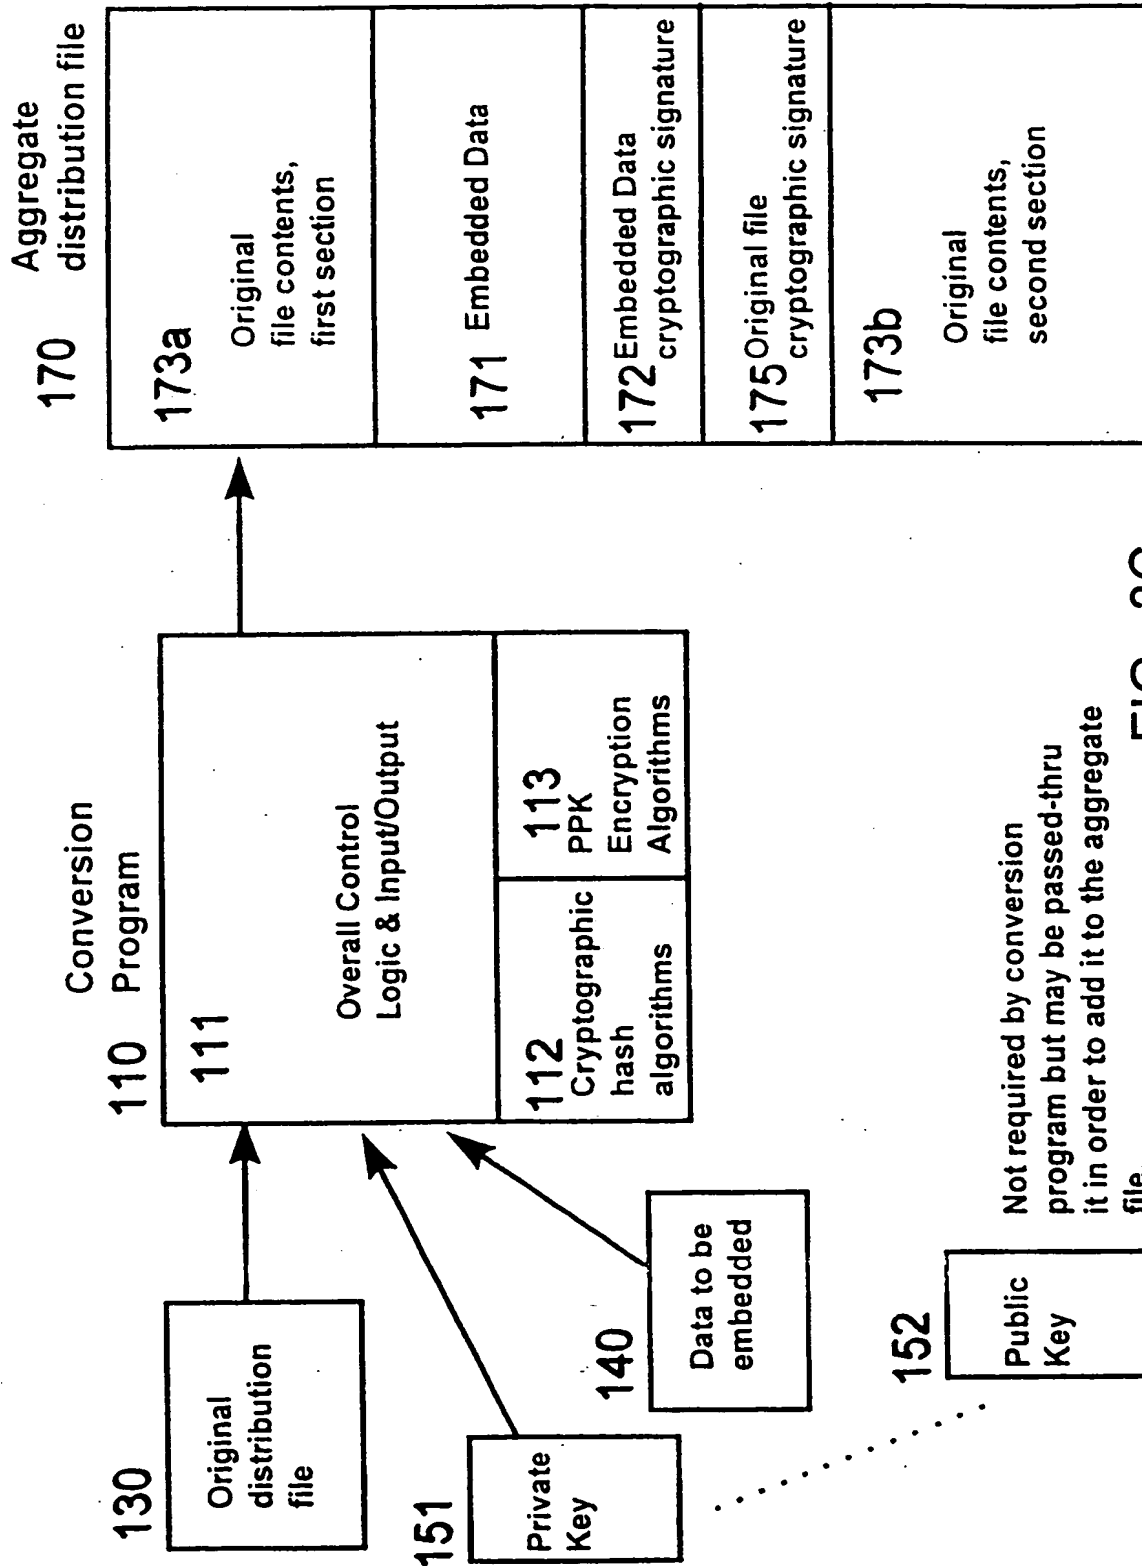 130
Original
distribution
file
151
Private
Key
140
Data to be
embedded
152
Public
Key
Not required by conversion
program but may be passed-thru
it in order to add it to the aggregate
file.
Conversion
110 Program
111
Overall Control
Logic & Input/Output
112
Cryptographic
hash
algorithms
113
PPK
Encryption
Algorithms
Aggregate
170 distribution file
173a
Original
file contents,
first section
171 Embedded Data
172 Embedded Data
cryptographic signature
175 Original file
cryptographic signature
173b
Original
file contents,
second section
FIG.